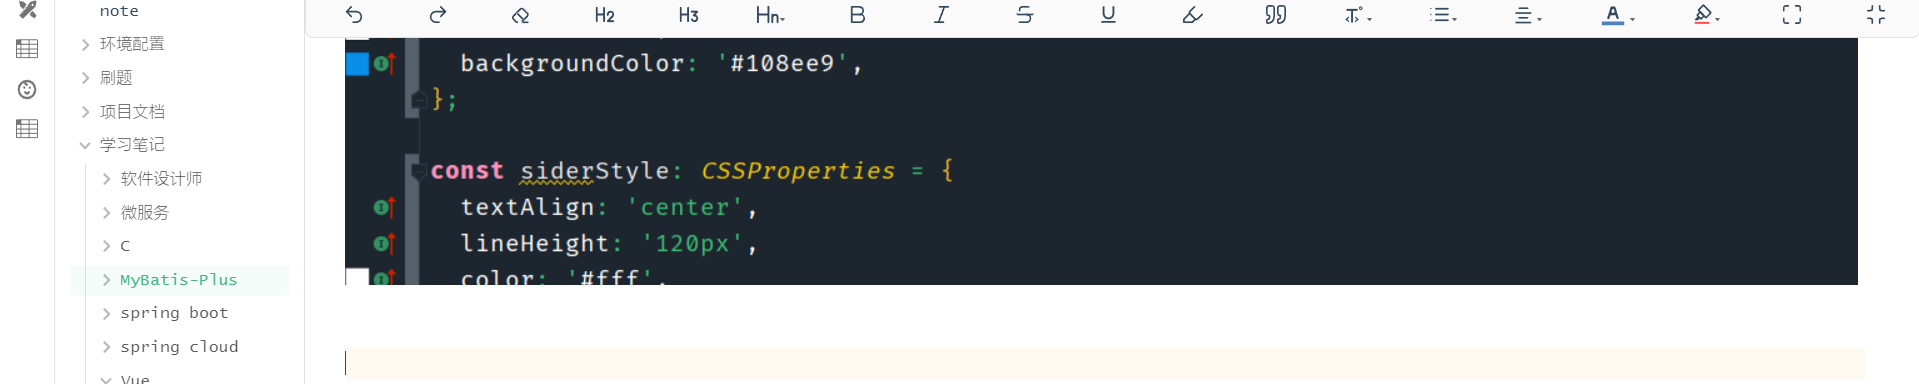 note
环境配置
刷题
项目文档
学习笔记
软件设计师
微服务
C
MyBatis-Plus
spring boot
spring cloud
Vue
H2 H3 Hn B I S U T A
backgroundColor: '#108ee9',
};
const siderStyle: CSSProperties = {
textAlign: 'center',
lineHeight: '120px',
color: '#fff',